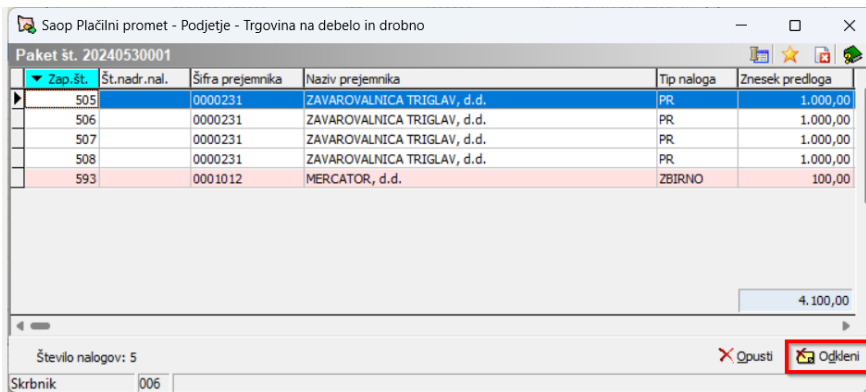 Saop Plačilni promet - Podjetje - Trgovina na debelo in drobno
Paket št. 20240530001
Zap.št. Št.nadr.nal. Šifra prejemnika Naziv prejemnika Tip naloga Znesek predloga
505 0000231 ZAVAROVALNICA TRIGLAV, d.d. PR 1.000,00
506 0000231 ZAVAROVALNICA TRIGLAV, d.d. PR 1.000,00
507 0000231 ZAVAROVALNICA TRIGLAV, d.d. PR 1.000,00
508 0000231 ZAVAROVALNICA TRIGLAV, d.d. PR 1.000,00
593 0001012 MERCATOR, d.d. ZBIRNO 100,00
4.100,00
Število nalogov: 5 Opusti Odkleni
Skrbnik 006